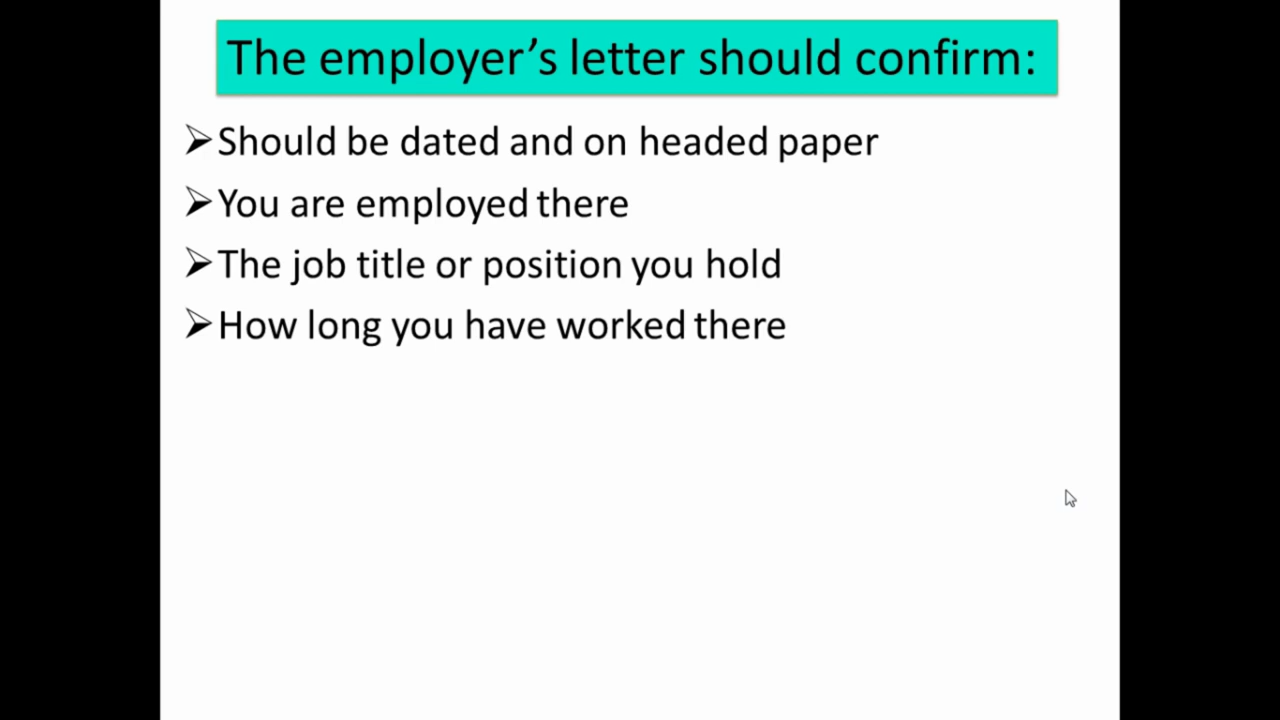 The employer’s letter should confirm:
Should be dated and on headed paper
You are employed there
The job title or position you hold
How long you have worked there